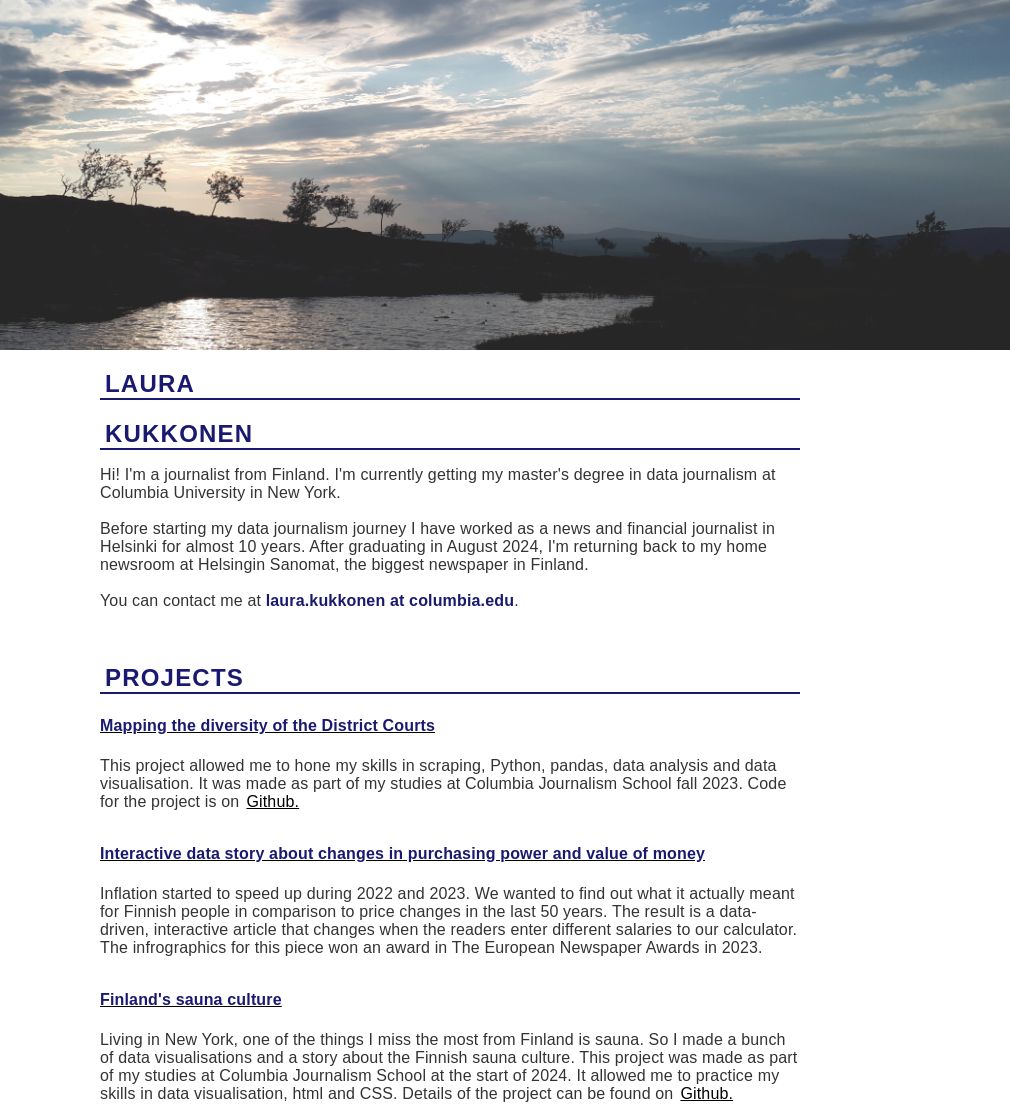 LAURA
KUKKONEN
Hi! I'm a journalist from Finland. I'm currently getting my master's degree in data journalism at
Columbia University in New York.
Before starting my data journalism journey I have worked as a news and financial journalist in
Helsinki for almost 10 years. After graduating in August 2024, I'm returning back to my home
newsroom at Helsingin Sanomat, the biggest newspaper in Finland.
You can contact me at laura.kukkonen at columbia.edu.
PROJECTS
Mapping the diversity of the District Courts
This project allowed me to hone my skills in scraping, Python, pandas, data analysis and data
visualisation. It was made as part of my studies at Columbia Journalism School fall 2023. Code
for the project is on Github.
Interactive data story about changes in purchasing power and value of money
Inflation started to speed up during 2022 and 2023. We wanted to find out what it actually meant
for Finnish people in comparison to price changes in the last 50 years. The result is a data-
driven, interactive article that changes when the readers enter different salaries to our calculator.
The infrographics for this piece won an award in The European Newspaper Awards in 2023.
Finland's sauna culture
Living in New York, one of the things I miss the most from Finland is sauna. So I made a bunch
of data visualisations and a story about the Finnish sauna culture. This project was made as part
of my studies at Columbia Journalism School at the start of 2024. It allowed me to practice my
skills in data visualisation, html and CSS. Details of the project can be found on Github.